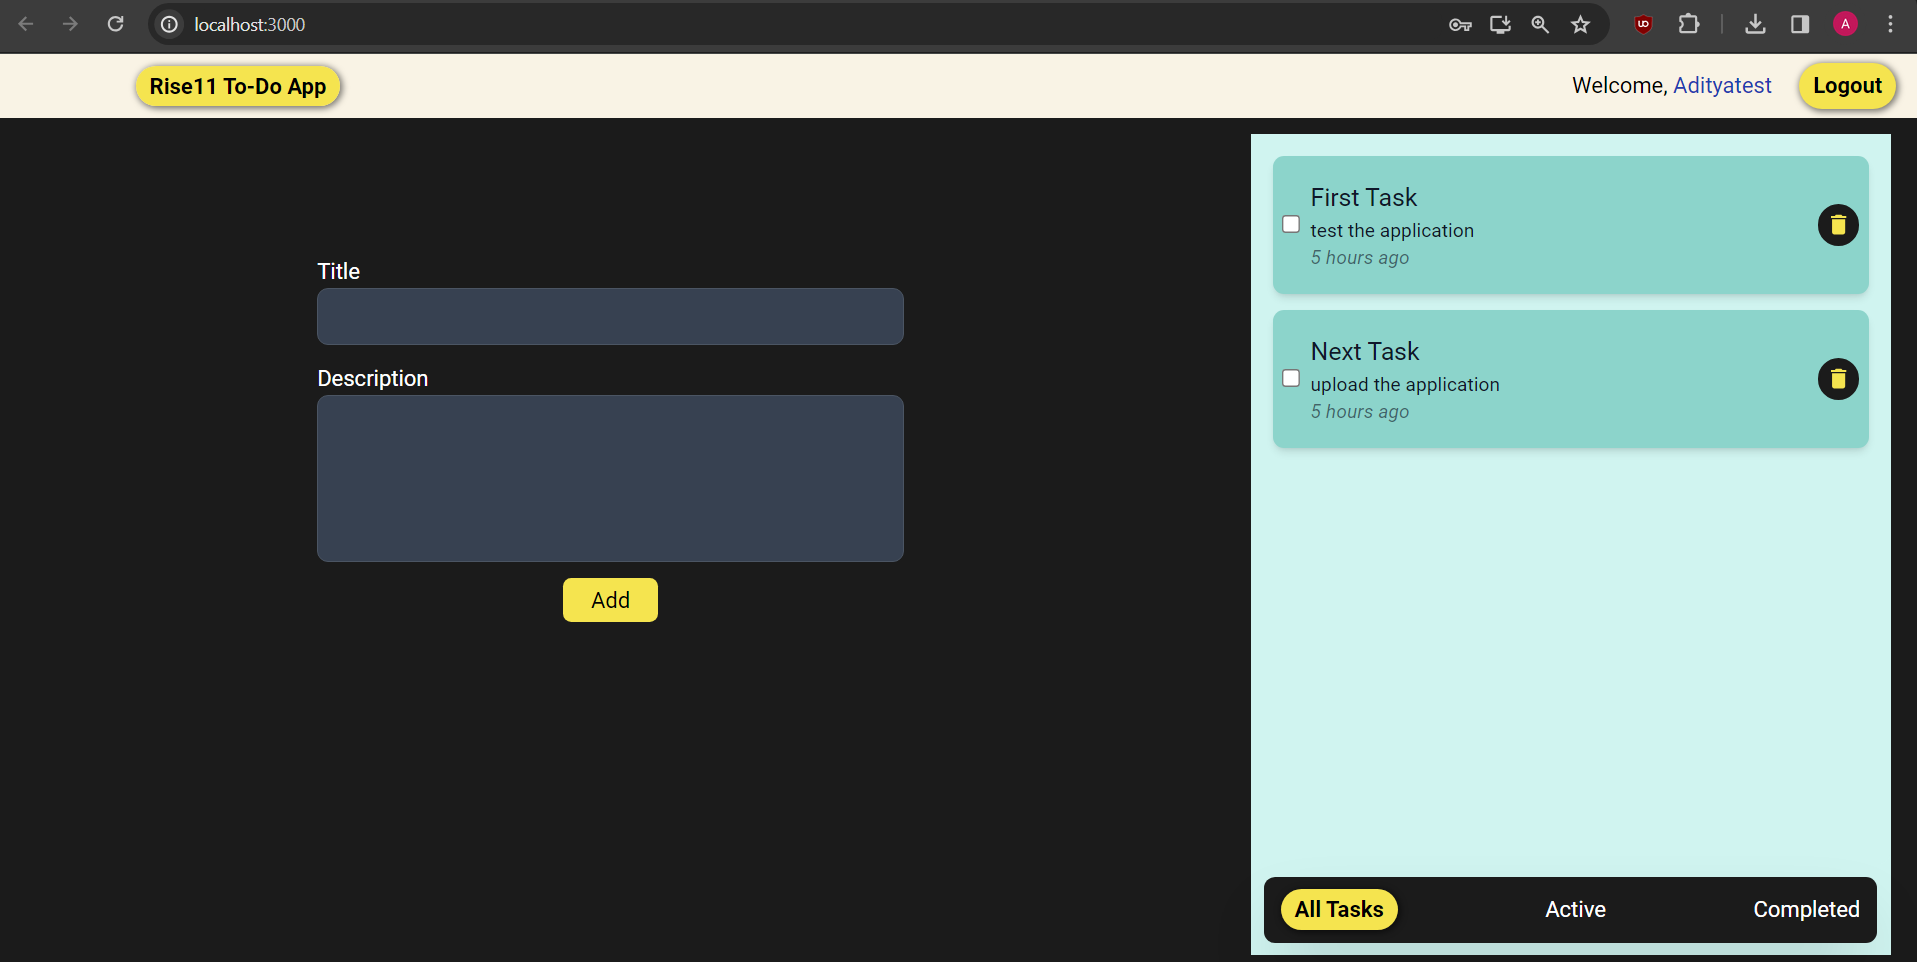 localhost:3000
Rise11 To-Do App
Welcome, Adityatest
Logout
Title
Description
Add
First Task
test the application
5 hours ago
Next Task
upload the application
5 hours ago
All Tasks
Active
Completed
UO
A